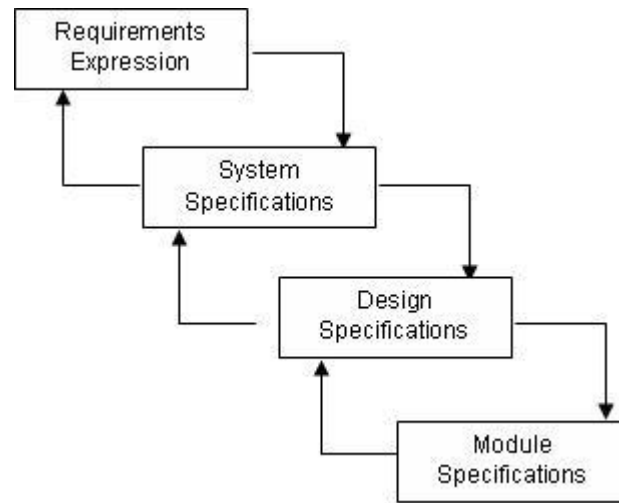 Requirements
Expression
System
Specifications
Design
Specifications
Module
Specifications